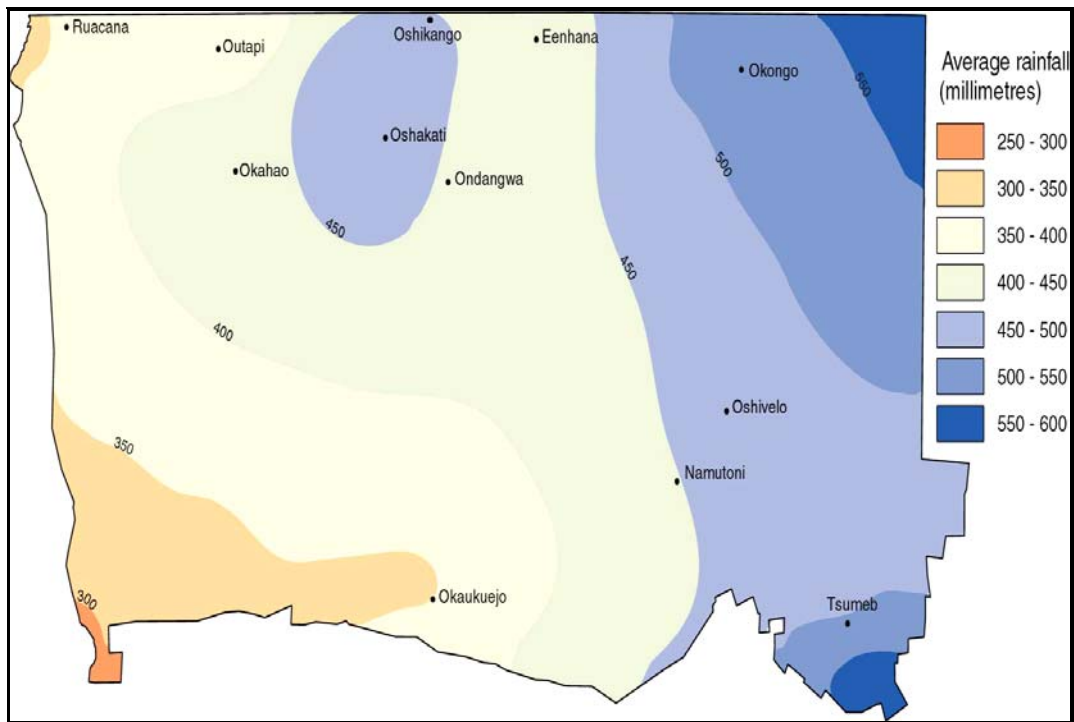 Ruacana
Outapi
Oshikango
Eenhana
Okongo
550
Oshakati
Okahao
Ondangwa
500
450
450
400
Oshivelo
350
Namutoni
Okaukuejo
300
Tsumeb
Average rainfall
(millimetres)
250 - 300
300 - 350
350 - 400
400 - 450
450 - 500
500 - 550
550 - 600